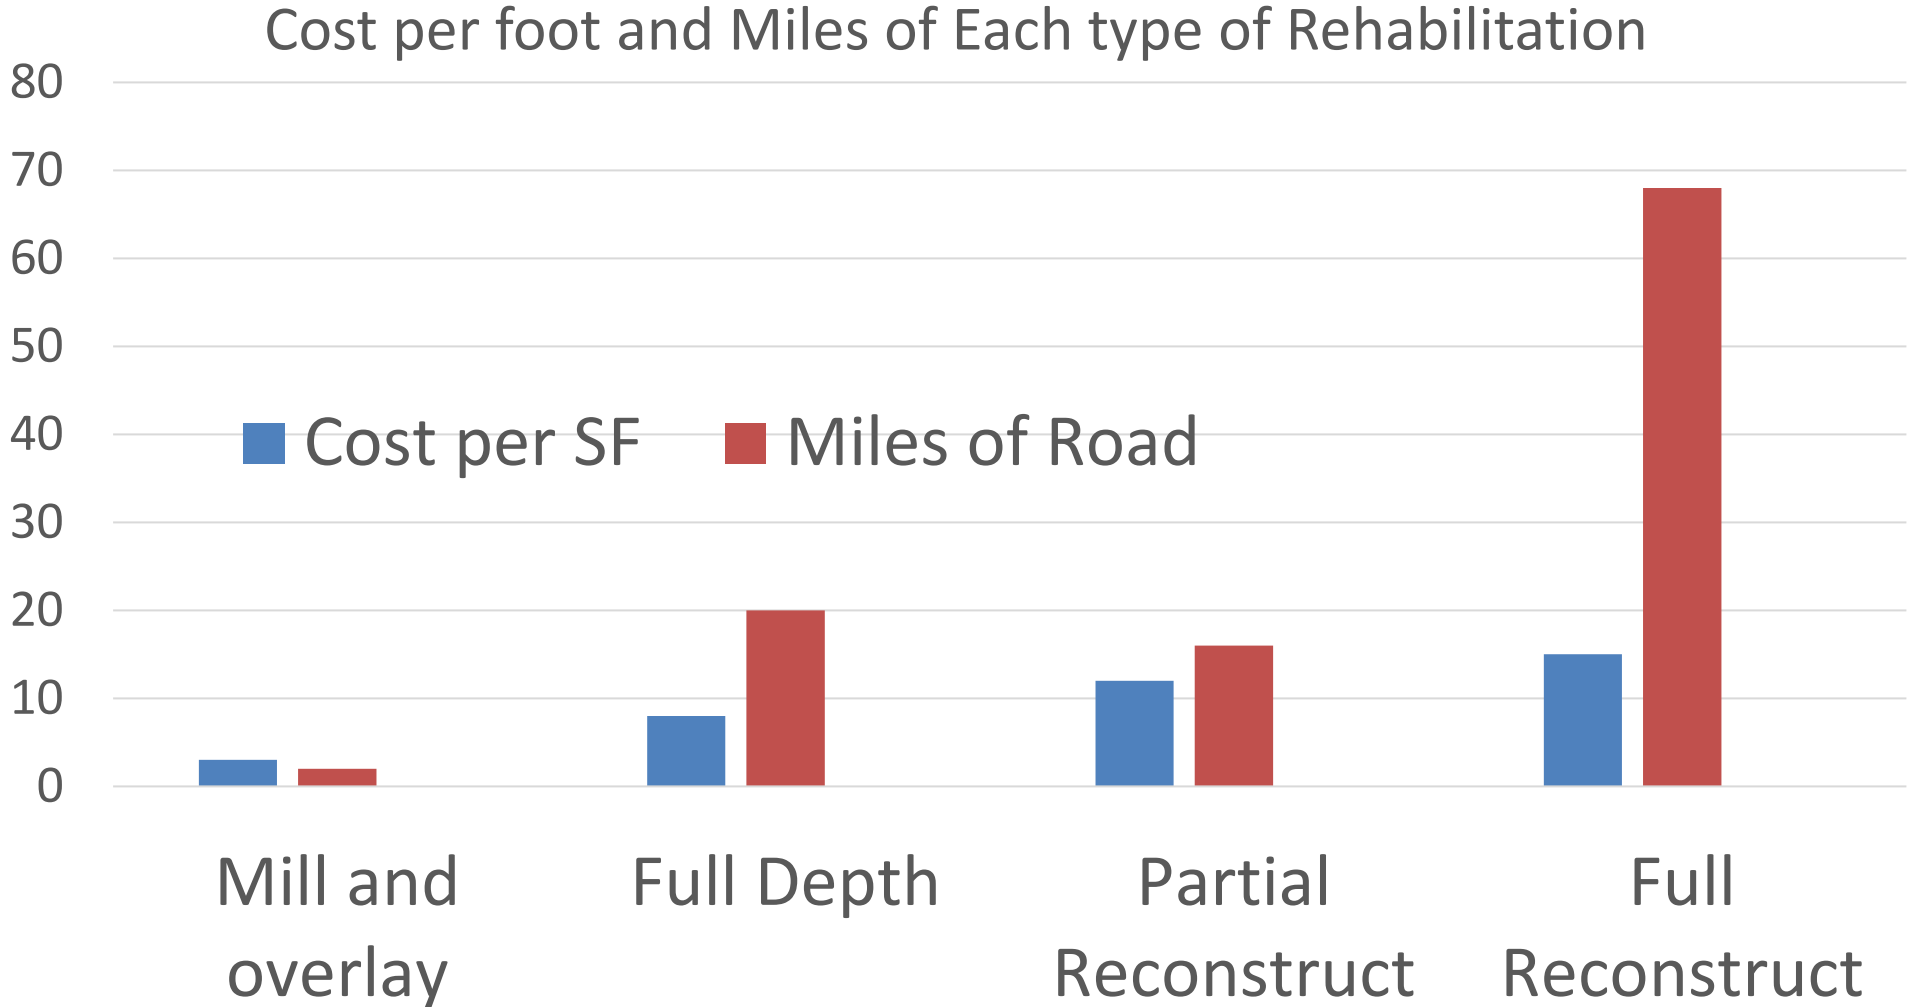 Cost per foot and Miles of Each type of Rehabilitation
80
70
60
50
40
30
20
10
0
Cost per SF
Miles of Road
Mill and
overlay
Full Depth
Partial
Reconstruct
Full
Reconstruct